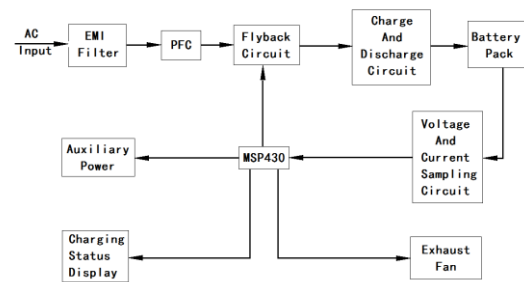 AC
Input
EMI
Filter
PFC
Flyback
Circuit
Charge
And
Discharge
Circuit
Battery
Pack
Auxiliary
Power
MSP430
Voltage
And
Current
Sampling
Circuit
Charging
Status
Display
Exhaust
Fan